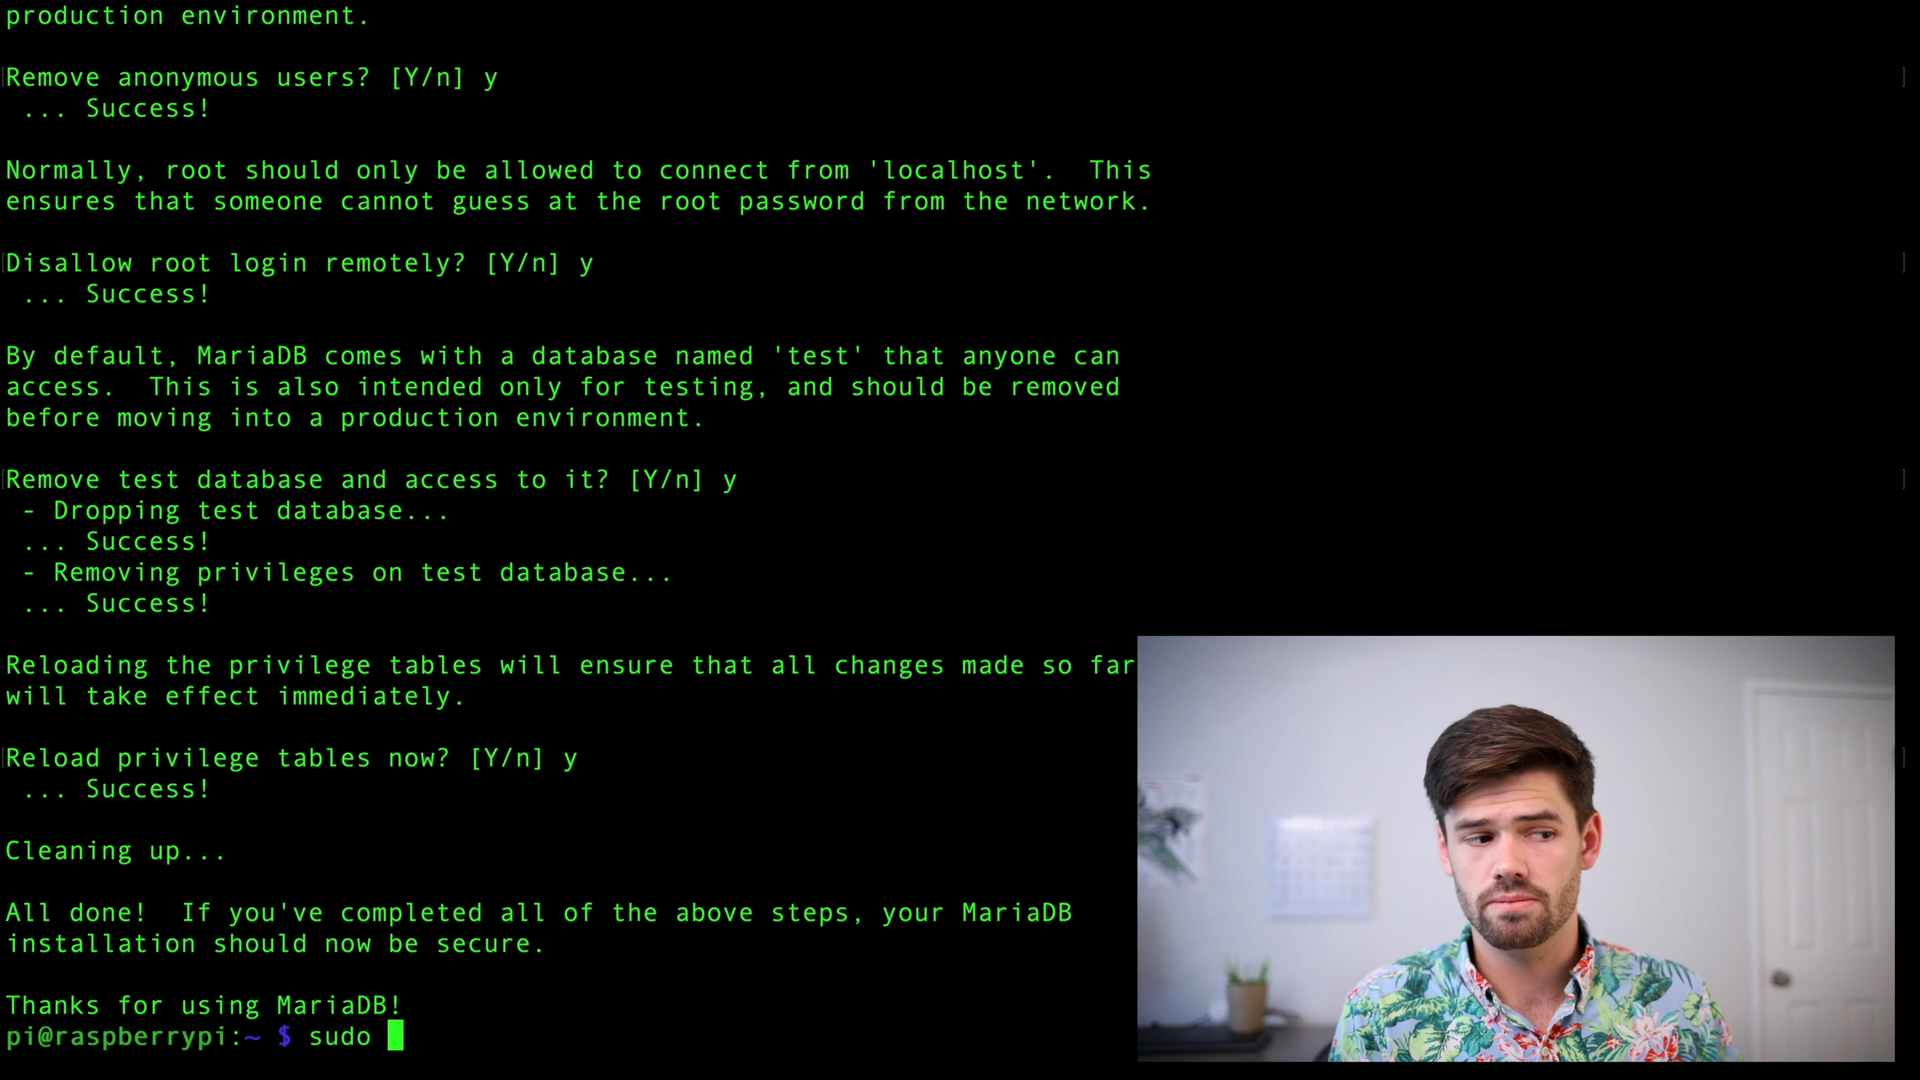 production environment.
Remove anonymous users? [Y/n] y
... Success!
Normally, root should only be allowed to connect from 'localhost'.  This
ensures that someone cannot guess at the root password from the network.
Disallow root login remotely? [Y/n] y
... Success!
By default, MariaDB comes with a database named 'test' that anyone can
access.  This is also intended only for testing, and should be removed
before moving into a production environment.
Remove test database and access to it? [Y/n] y
- Dropping test database...
... Success!
- Removing privileges on test database...
... Success!
Reloading the privilege tables will ensure that all changes made so far
will take effect immediately.
Reload privilege tables now? [Y/n] y
... Success!
Cleaning up...
All done!  If you've completed all of the above steps, your MariaDB
installation should now be secure.
Thanks for using MariaDB!
pi@raspberrypi:~ $ sudo